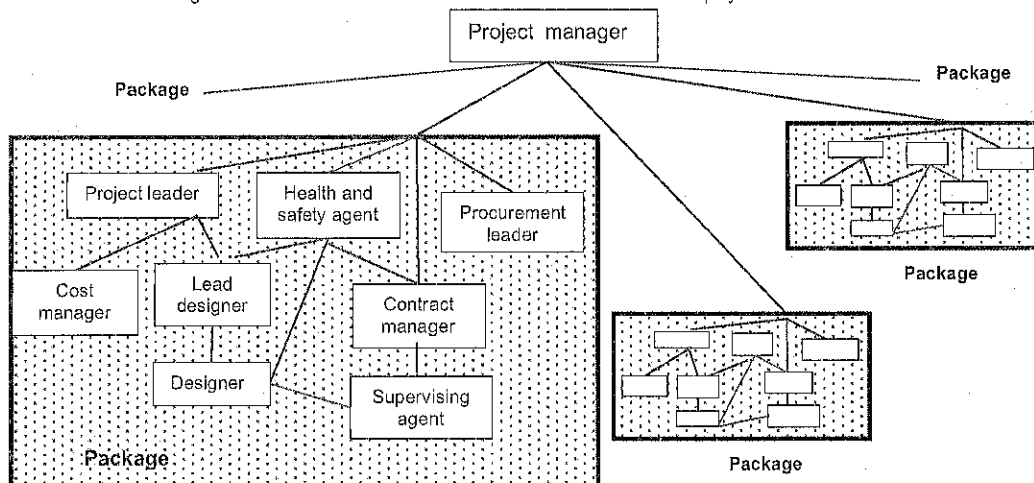 Project manager
Package
Package
Project leader
Health and
safety agent
Procurement
leader
Cost
manager
Lead
designer
Contract
manager
Designer
Supervising
agent
Package
Package
Package